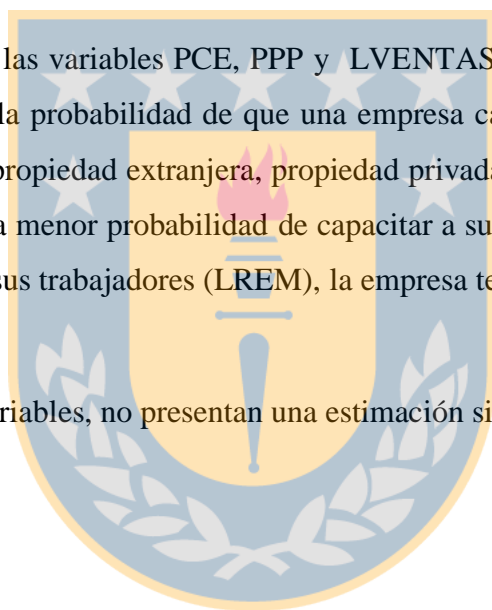 las variables PCE, PPP y LVENTAS
la probabilidad de que una empresa ca
propiedad extranjera, propiedad privada
a menor probabilidad de capacitar a su
sus trabajadores (LREM), la empresa te
riables, no presentan una estimación si